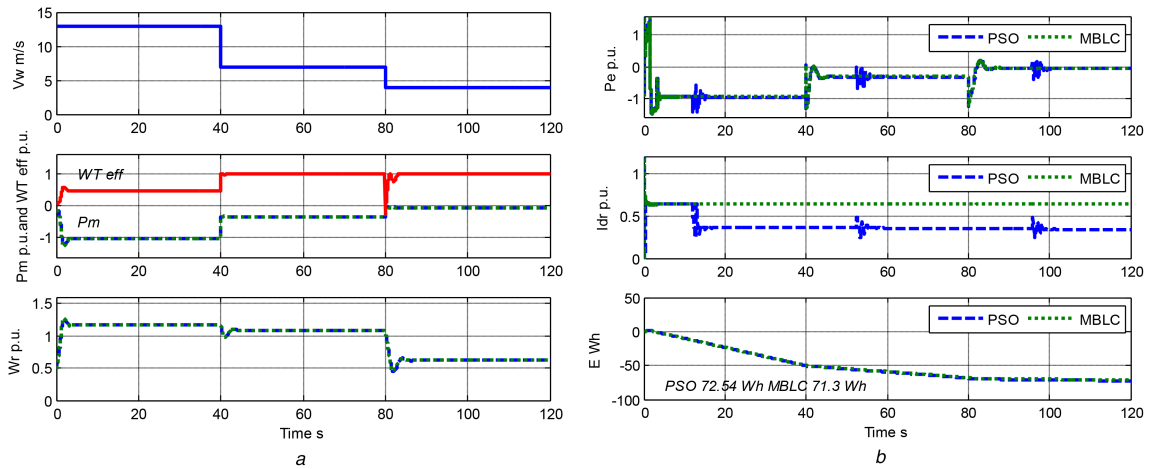 15
10
5
0
Vw m/s
0 20 40 60 80 100 120
1
0
-1
Pm p.u.and WT eff p.u.
WT eff
Pm
0 20 40 60 80 100 120
1.5
1
0.5
0
Wr p.u.
0 20 40 60 80 100 120
Time s
a
1
0
-1
Pe p.u.
PSO MBLC
0 20 40 60 80 100 120
1
0.5
0
Idr p.u.
PSO MBLC
0 20 40 60 80 100 120
50
0
-50
-100
E Wh
PSO MBLC
PSO 72.54 Wh MBLC 71.3 Wh
0 20 40 60 80 100 120
Time s
b